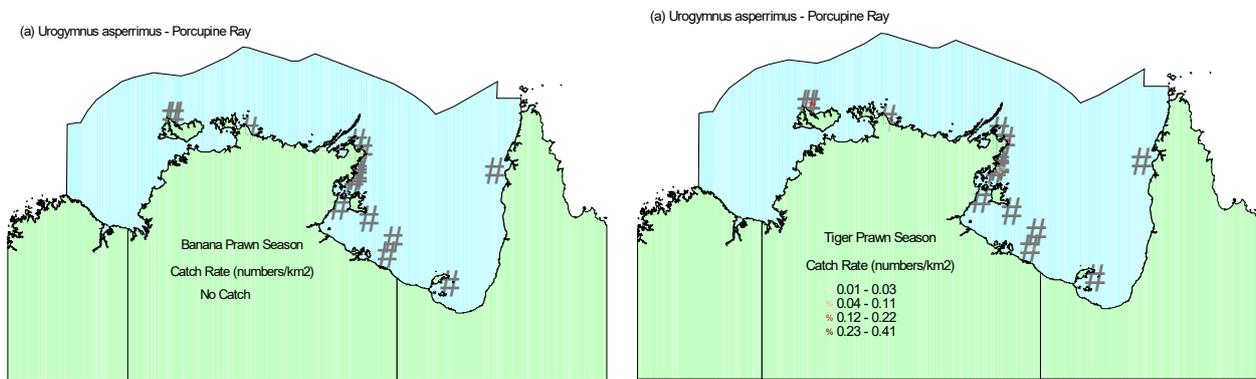 (a) Urogymnus asperrimus - Porcupine Ray
Banana Prawn Season
Catch Rate (numbers/km2)
No Catch
(a) Urogymnus asperrimus - Porcupine Ray
Tiger Prawn Season
Catch Rate (numbers/km2)
0.01 - 0.03
% 0.04 - 0.11
% 0.12 - 0.22
% 0.23 - 0.41